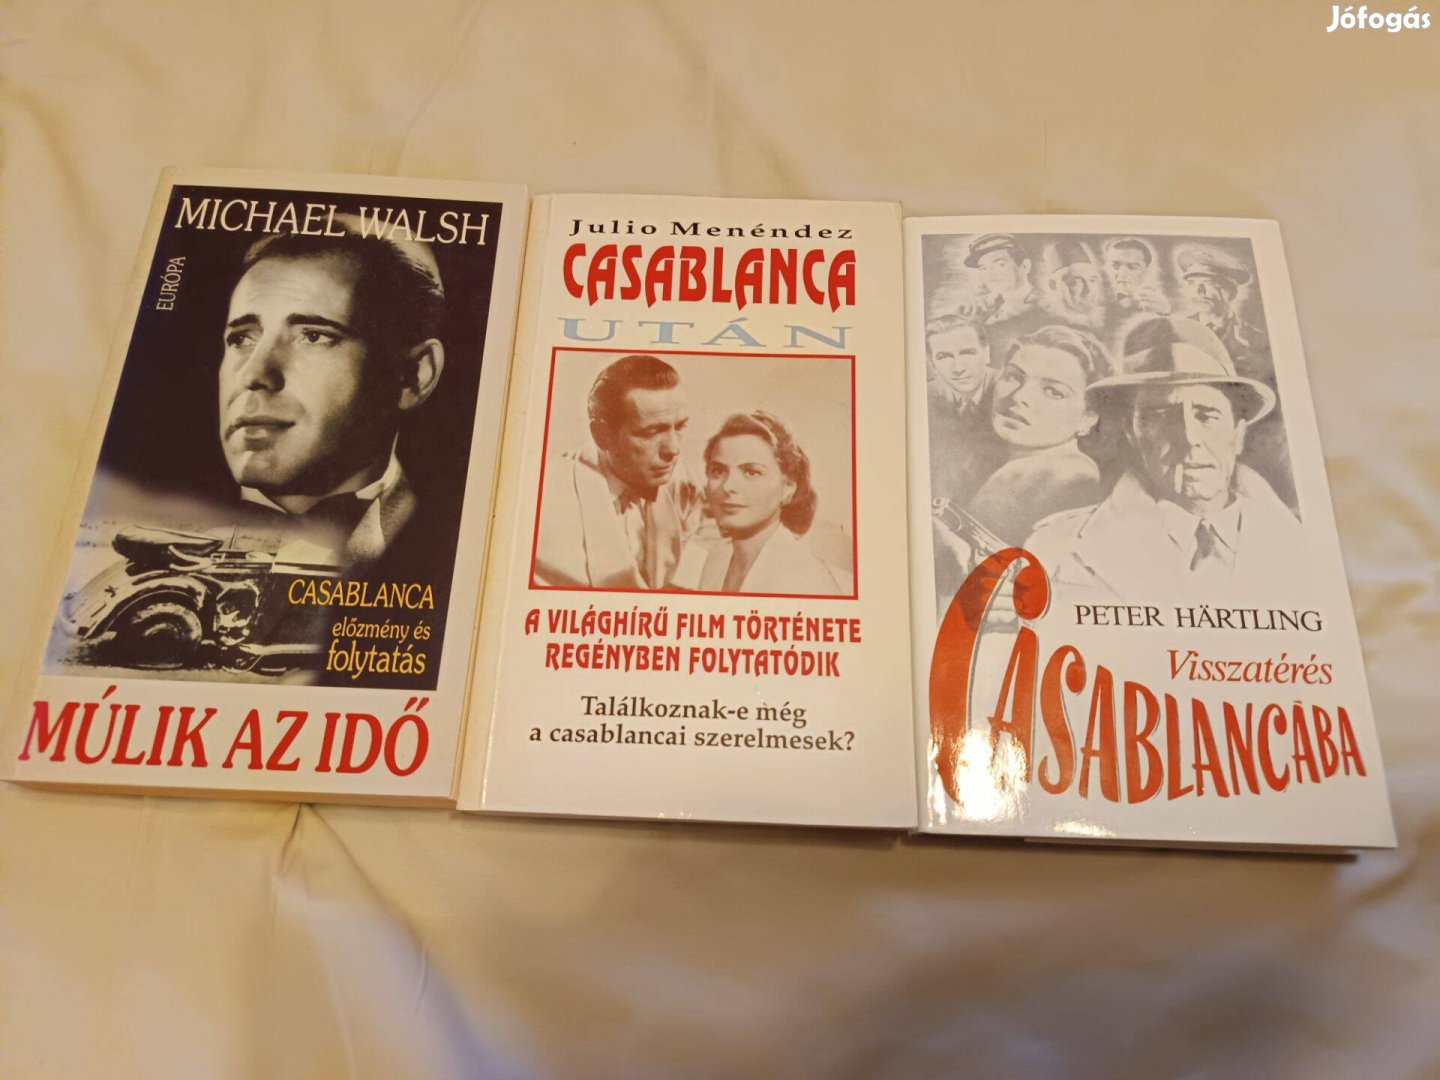 Jófogás
MICHAEL WALSH
EURÓPA
CASABLANCA
előzmény és
folytatás
MÚLIK AZ IDŐ
Julio Menéndez
CASABLANCA
UTÁN
A VILÁGHÍRŰ FILM TÖRTÉNETE
REGÉNYBEN FOLYTATÓDIK
Találkoznak-e még
a casablancai szerelmesek?
PETER HÄRTLING
Visszatérés
CASABLANCÁBA